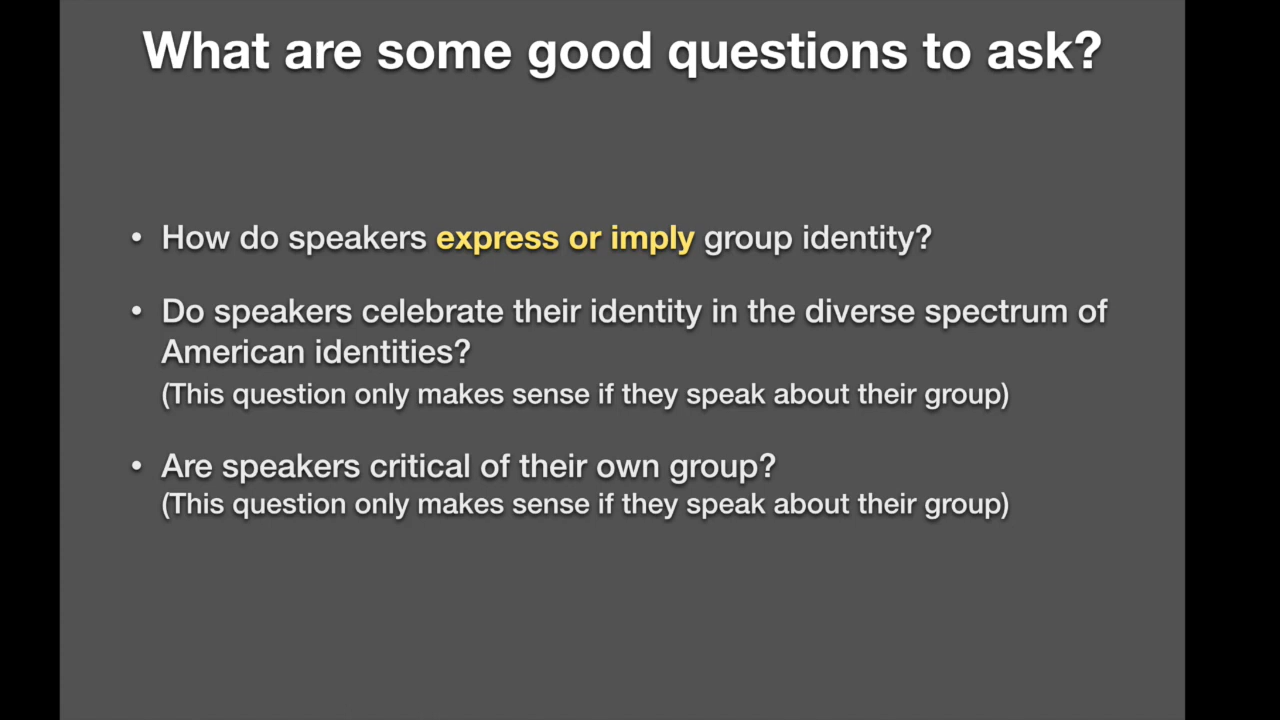 What are some good questions to ask?
• How do speakers express or imply group identity?
• Do speakers celebrate their identity in the diverse spectrum of
American identities?
(This question only makes sense if they speak about their group)
• Are speakers critical of their own group?
(This question only makes sense if they speak about their group)